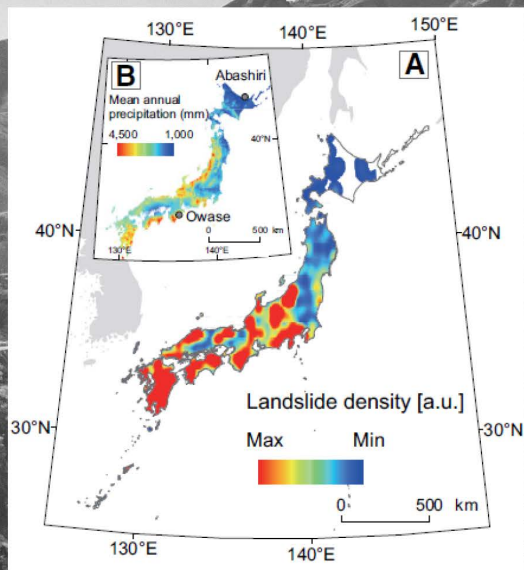 130°E
140°E
150°E
B
A
Abashiri
Mean annual
precipitation (mm)
4,500 1,000
40°N
Owase
0 500 km
130°E
140°E
40°N
40°N
Landslide density [a.u.]
Max Min
30°N
30°N
0 500 km
130°E
140°E